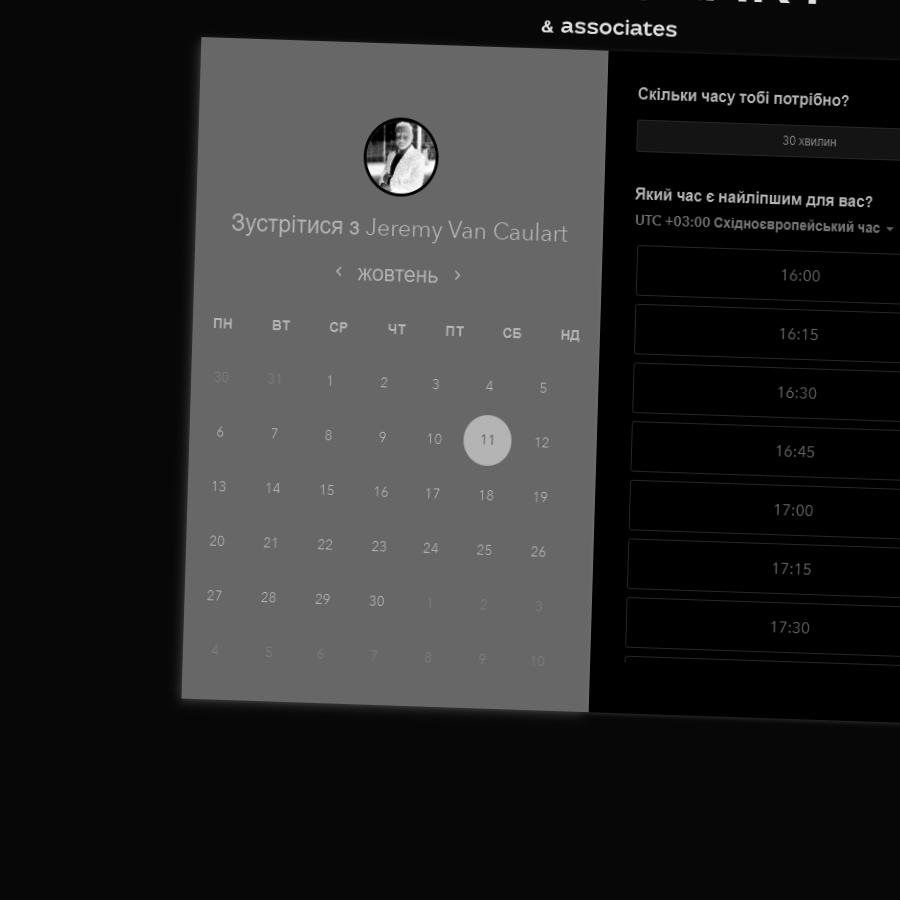 & associates
Зустрітися з Jeremy Van Caulart
‹ жовтень ›
ПН ВТ СР ЧТ ПТ СБ НД
30 31 1 2 3 4 5
6 7 8 9 10 11 12
13 14 15 16 17 18 19
20 21 22 23 24 25 26
27 28 29 30 1 2 3
4 5 6 7 8 9 10
Скільки часу тобі потрібно?
30 хвилин
Який час є найліпшим для вас?
UTC +03:00 Східноєвропейський час
16:00
16:15
16:30
16:45
17:00
17:15
17:30